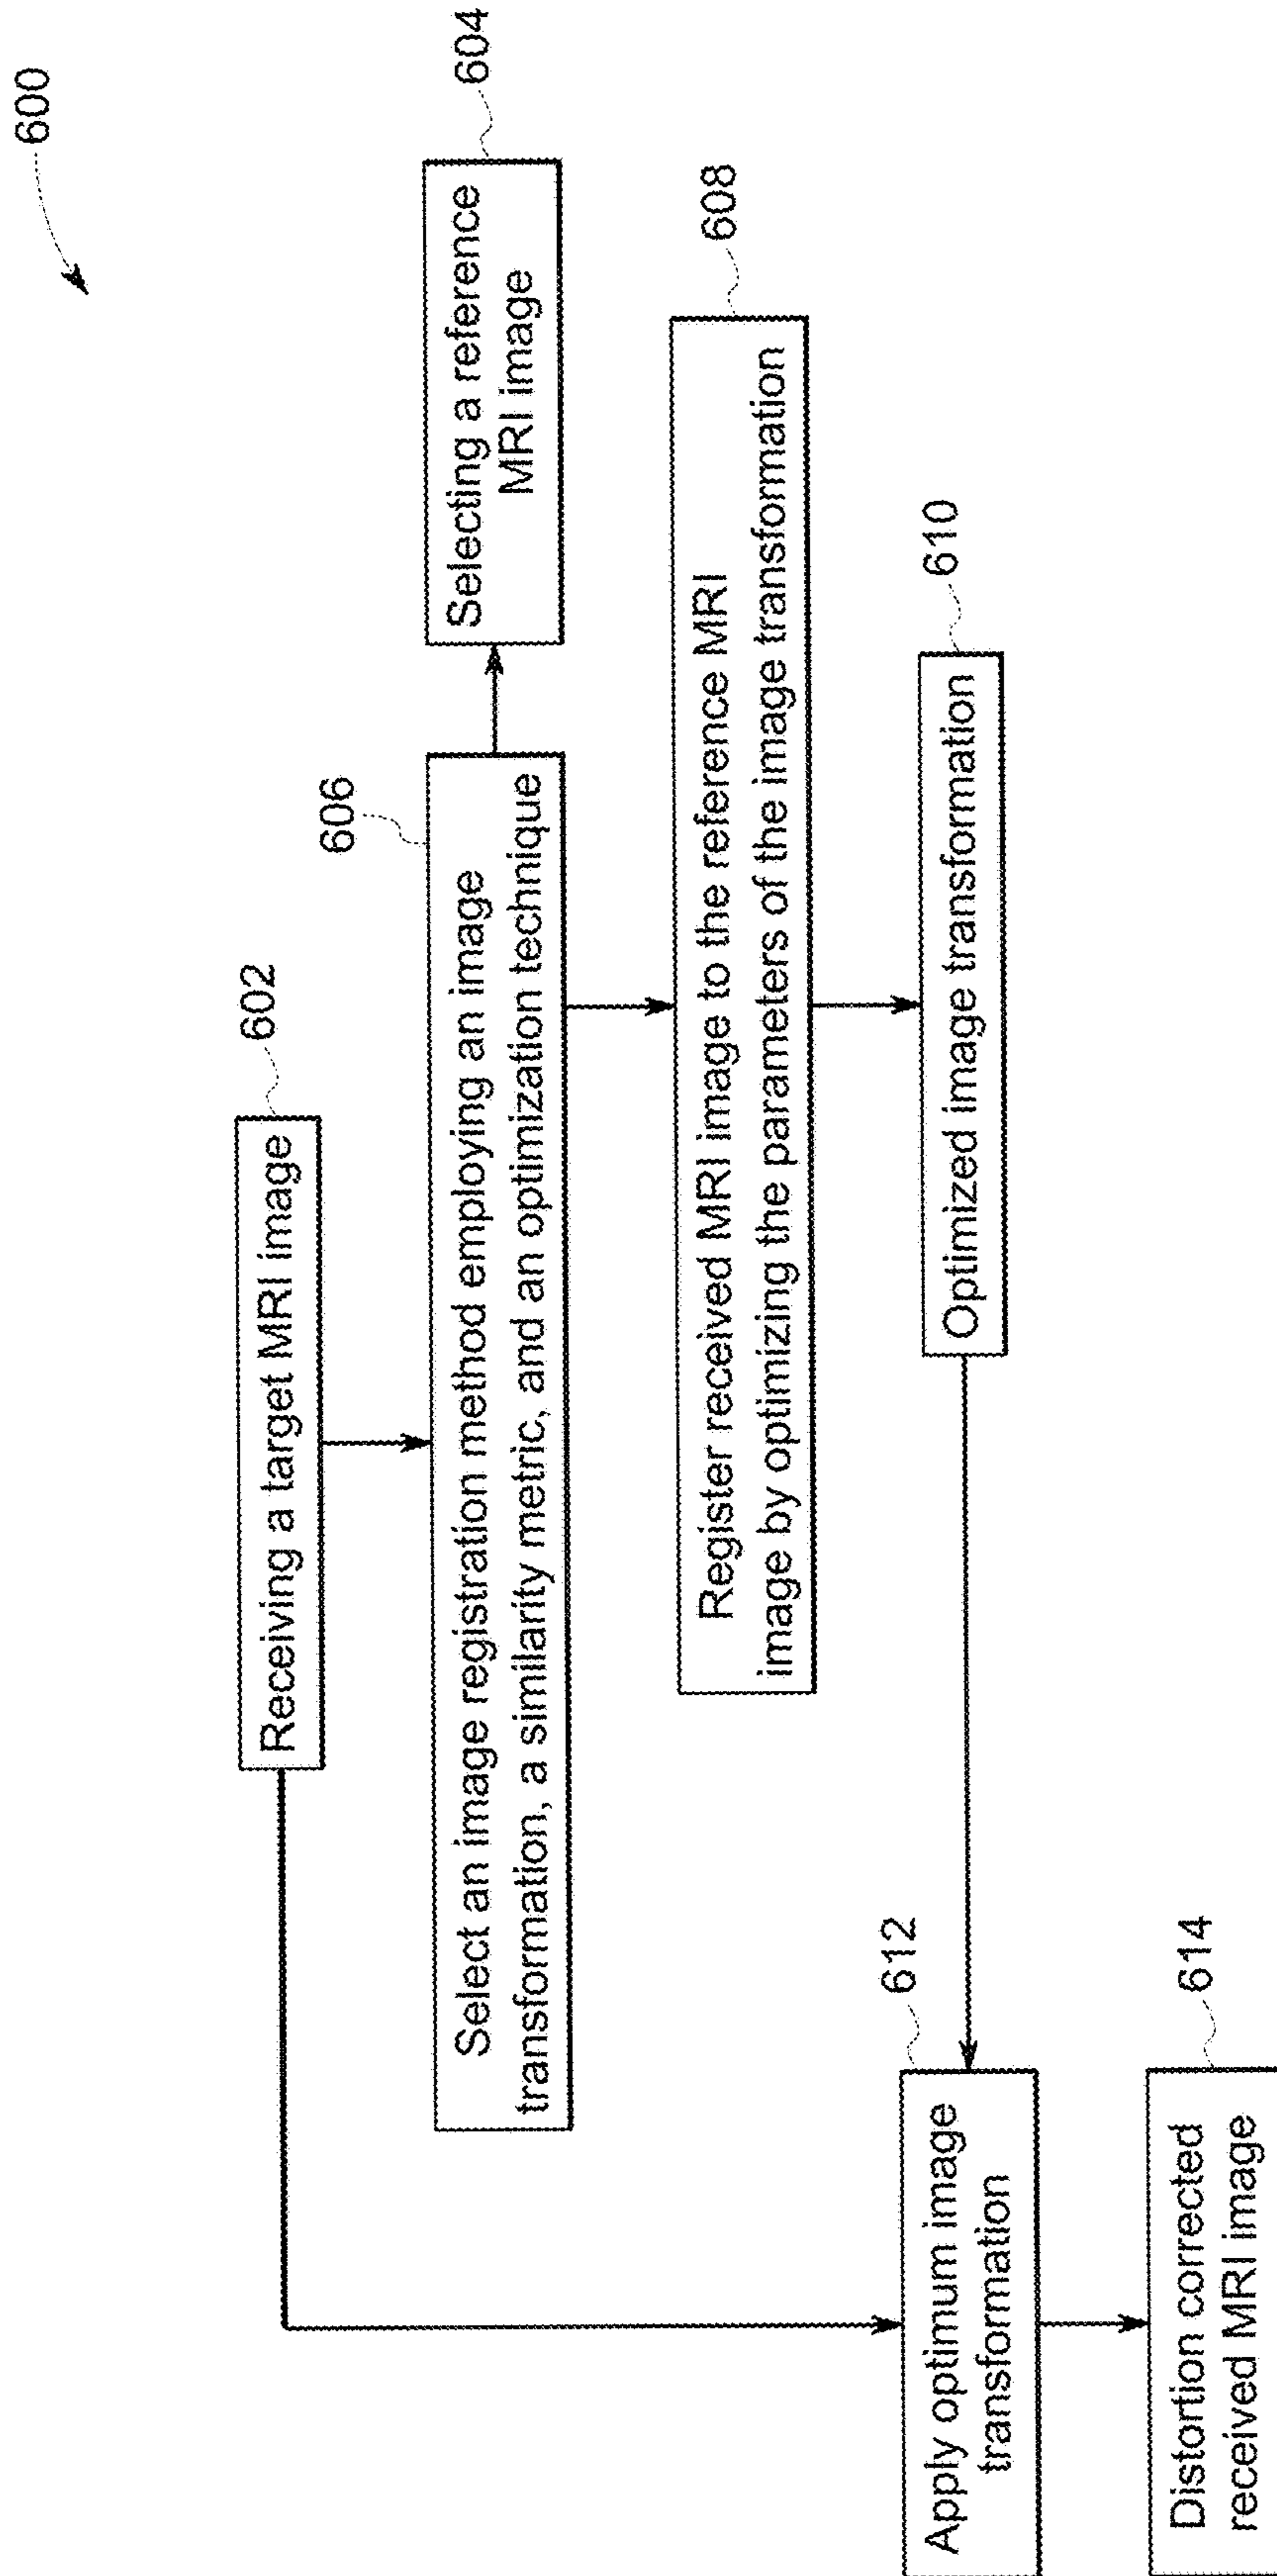 600
602
Receiving a target MRI image
606
Select an image registration method employing an image
transformation, a similarity metric, and an optimization technique
604
Selecting a reference
MRI image
608
Register received MRI image to the reference MRI
image by optimizing the parameters of the image transformation
610
Optimized image transformation
612
Apply optimum image
transformation
614
Distortion corrected
received MRI image